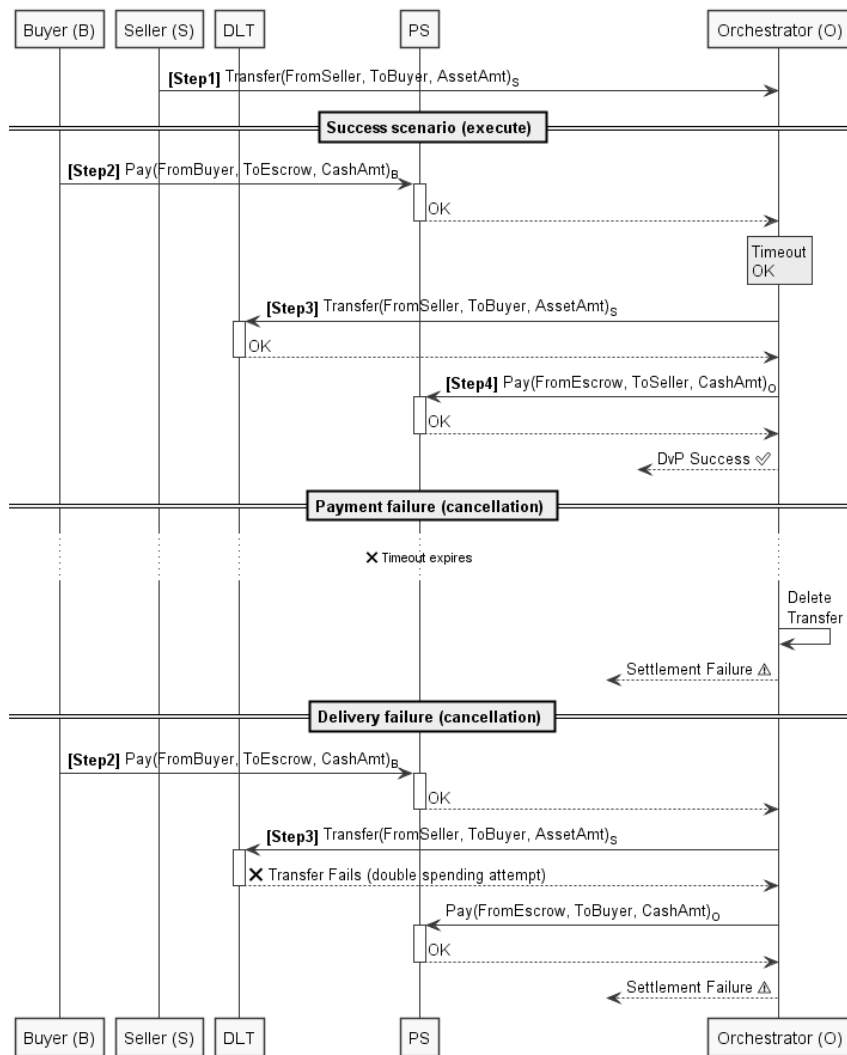 Buyer (B) Seller (S) DLT PS Orchestrator (O)
[Step1] Transfer(FromSeller, ToBuyer, AssetAmt)S
Success scenario (execute)
[Step2] Pay(FromBuyer, ToEscrow, CashAmt)B
OK
Timeout
OK
[Step3] Transfer(FromSeller, ToBuyer, AssetAmt)S
OK
[Step4] Pay(FromEscrow, ToSeller, CashAmt)O
OK
DvP Success ✅
Payment failure (cancellation)
❌ Timeout expires
Delete
Transfer
Settlement Failure ⚠
Delivery failure (cancellation)
[Step2] Pay(FromBuyer, ToEscrow, CashAmt)B
OK
[Step3] Transfer(FromSeller, ToBuyer, AssetAmt)S
❌ Transfer Fails (double spending attempt)
Pay(FromEscrow, ToBuyer, CashAmt)O
OK
Settlement Failure ⚠
Buyer (B) Seller (S) DLT PS Orchestrator (O)